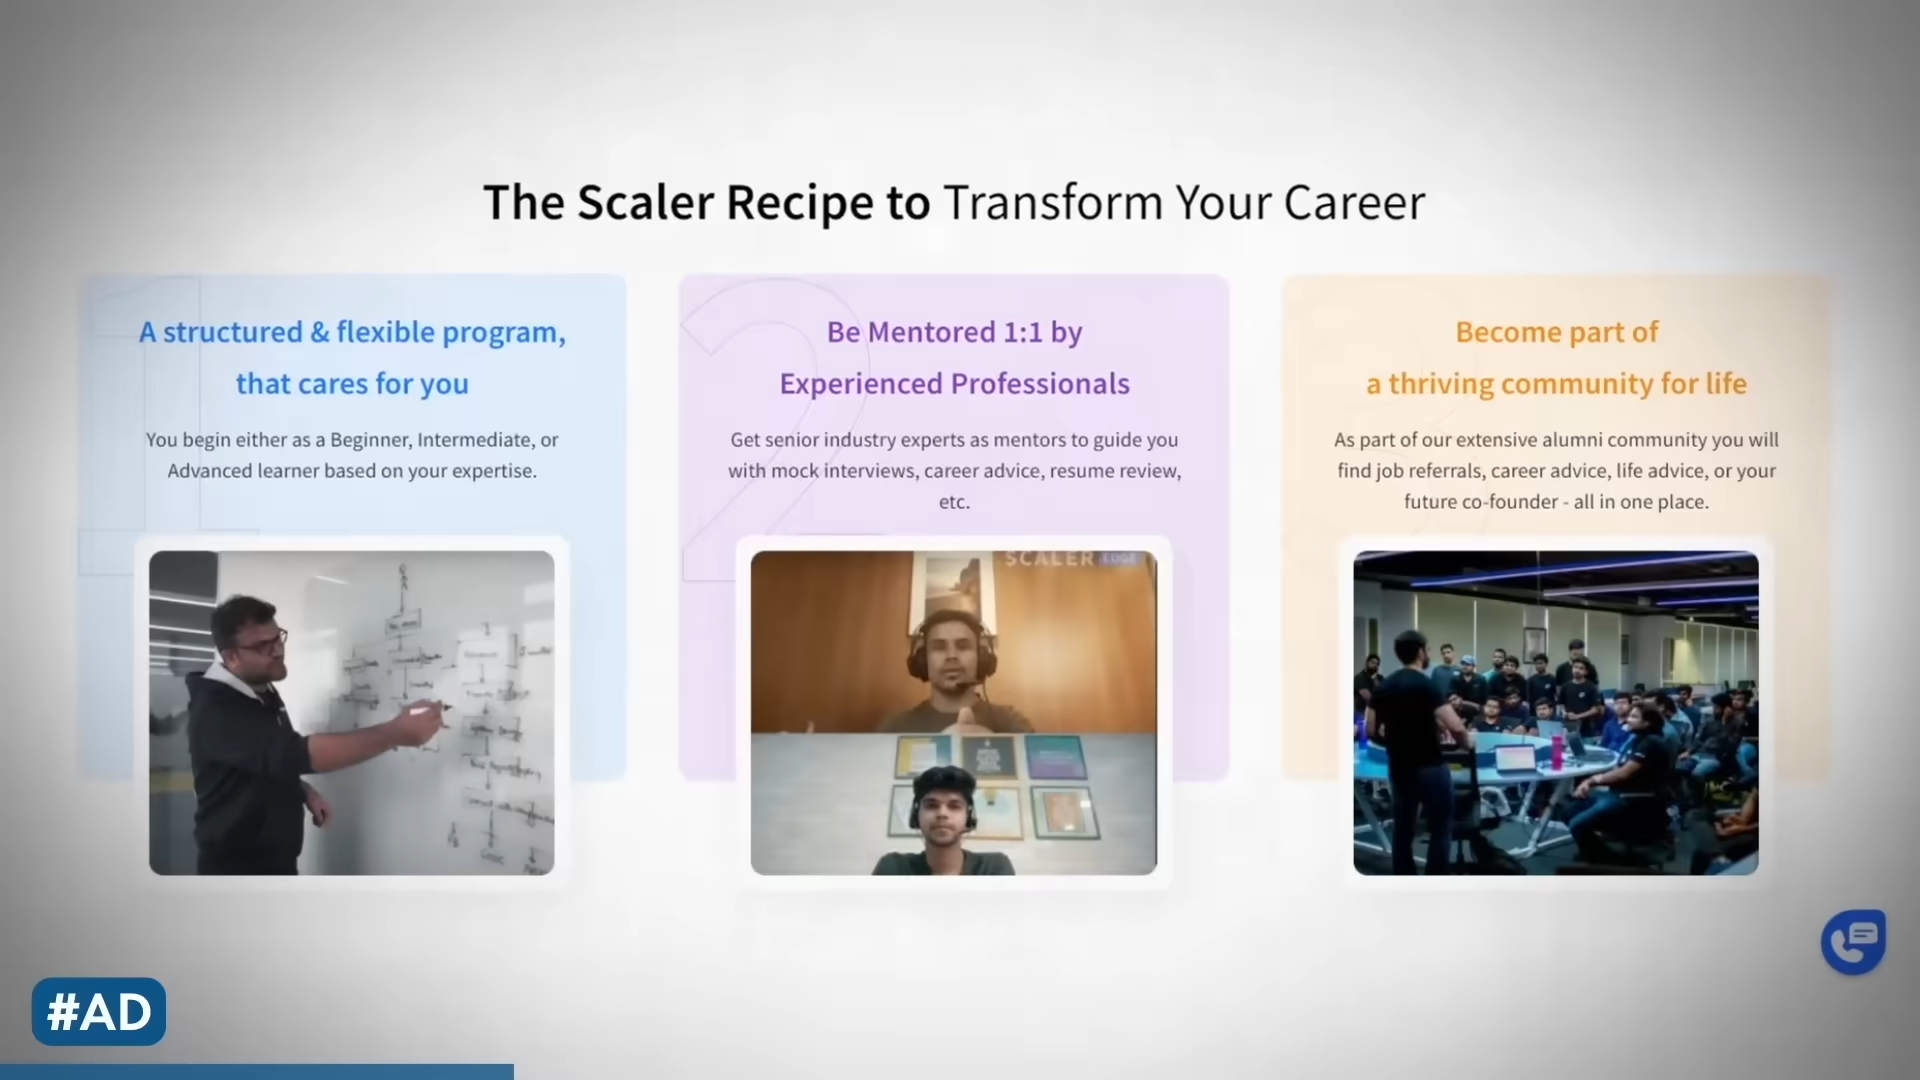 The Scaler Recipe to Transform Your Career
A structured & flexible program,
that cares for you
You begin either as a Beginner, Intermediate, or
Advanced learner based on your expertise.
Be Mentored 1:1 by
Experienced Professionals
Get senior industry experts as mentors to guide you
with mock interviews, career advice, resume review,
etc.
SCALER EDGE
Become part of
a thriving community for life
As part of our extensive alumni community you will
find job referrals, career advice, life advice, or your
future co-founder - all in one place.
#AD